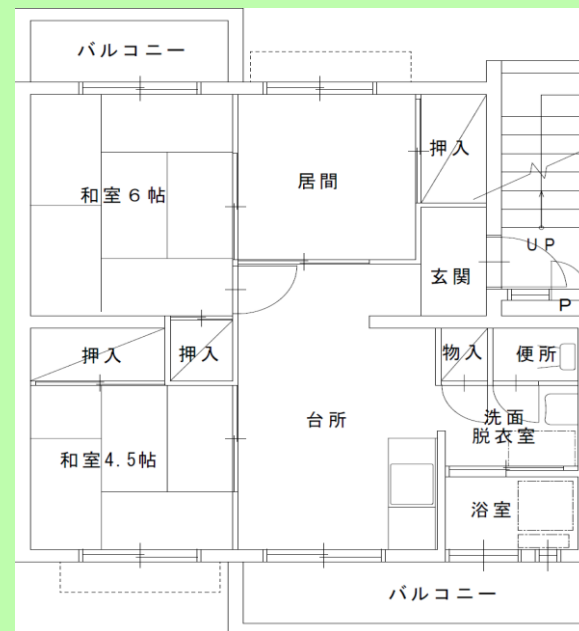 バルコニー
押入
居間
和室６帖
UP
玄関
P
押入
押入
物入
便所
洗面
脱衣室
台所
和室4.5帖
浴室
バルコニー